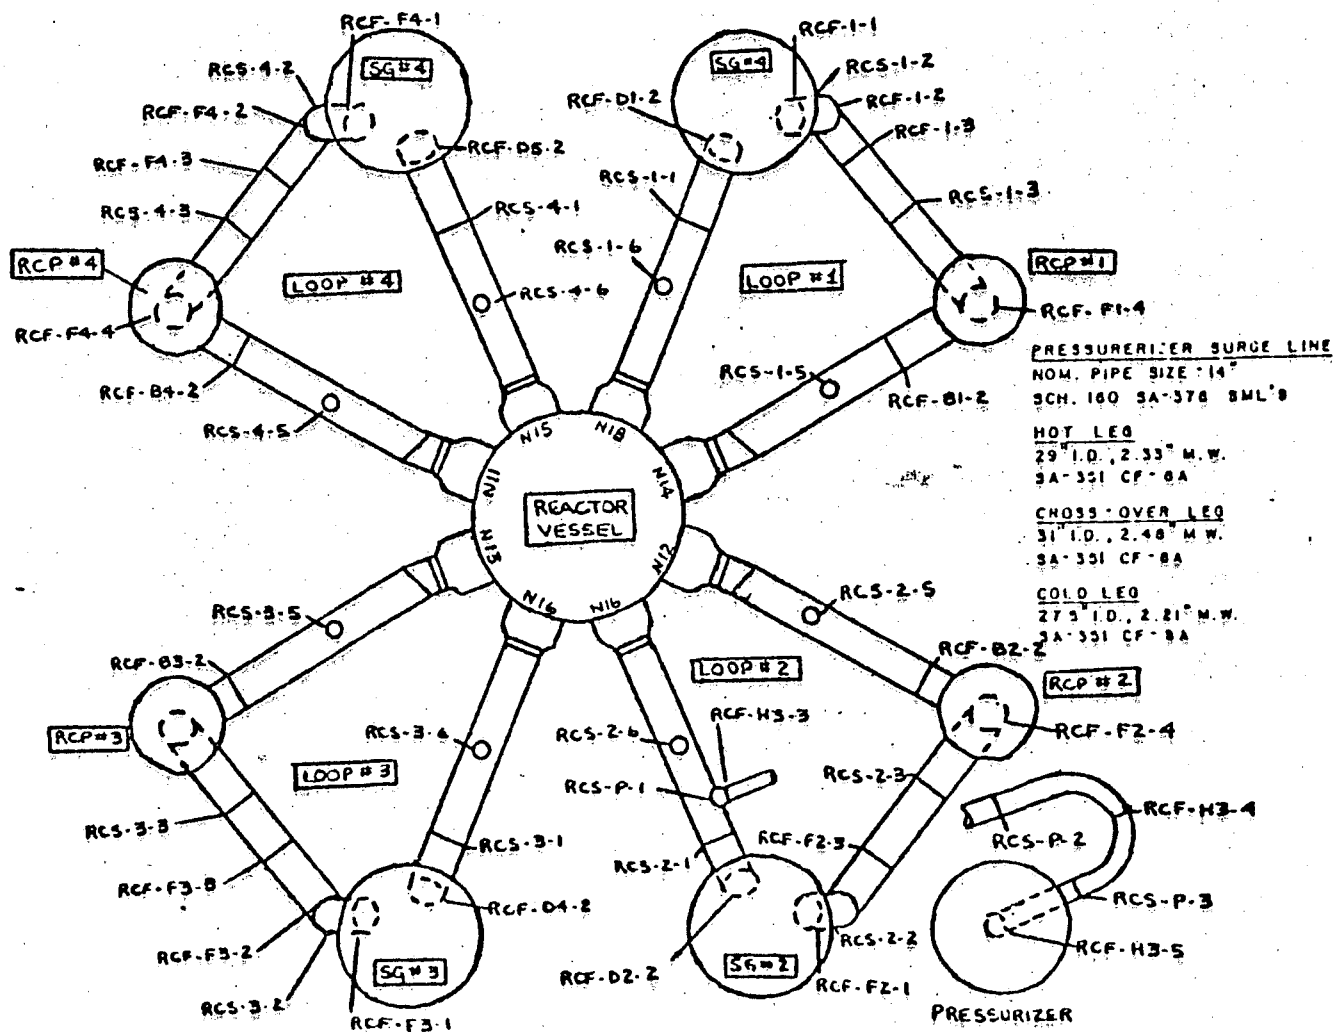 RCF-F4-1
RCF-1-1
RCS-4-2
SG#4
SG#4
RCS-1-2
RCF-F4-2
RCF-D1-2
RCF-1-2
RCF-F4-3
RCF-D5-2
RCF-1-3
RCS-4-3
RCS-4-1
RCS-1-1
RCS-1-3
RCP #4
LOOP #4
RCS-4-6
RCS-1-6
LOOP #1
RCP #1
RCF-F4-4
RCF-F1-4
RCF-B4-2
RCS-4-5
RCS-1-5
RCF-B1-2
PRESSURERIZER SURGE LINE
NOM. PIPE SIZE - 14"
SCH. 160 SA-376 SML'S
HOT LEG
29" I.D., 2.33" M.W.
SA-351 CF-8A
CROSS-OVER LEG
31" I.D., 2.48" M.W.
SA-351 CF-8A
COLD LEG
27.5" I.D., 2.21" M.W.
SA-351 CF-8A
N15
N18
N11
N14
REACTOR
VESSEL
N13
N12
N16
N16
RCS-3-5
RCS-2-5
RCF-B3-2
RCF-B2-2
LOOP #2
RCP #2
RCP #3
RCS-3-6
RCS-2-6
RCF-H3-3
RCF-F2-4
LOOP #3
RCS-P-1
RCS-2-3
RCS-3-3
RCS-3-1
RCS-2-1
RCF-F2-3
RCF-H3-4
RCS-P-2
RCF-F3-3
RCF-D4-2
RCS-P-3
RCF-F3-2
RCS-2-2
RCF-H3-5
RCS-3-2
SG#3
RCF-D2-2
SG#2
RCF-F2-1
RCF-F3-1
PRESSURIZER